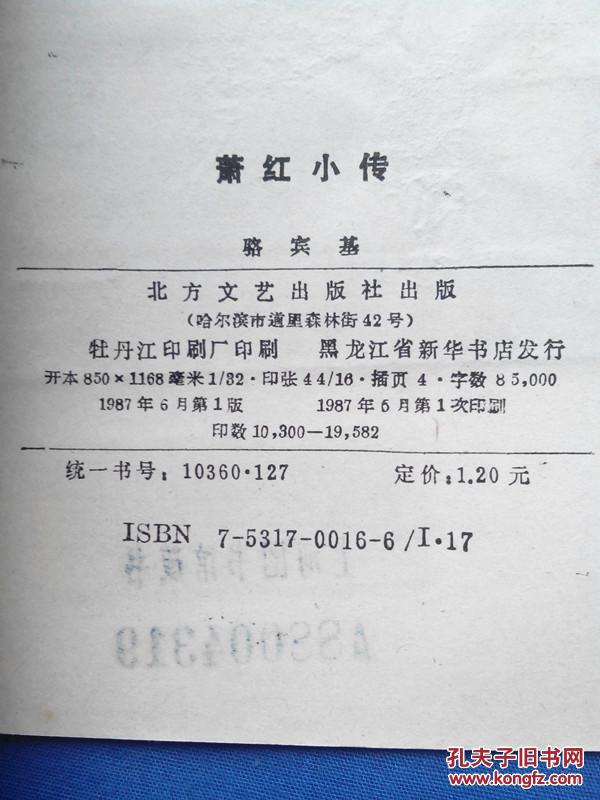 萧红小传
骆宾基
北方文艺出版社出版
(哈尔滨市道里森林街42号)
牡丹江印刷厂印刷 黑龙江省新华书店发行
开本850×1168毫米1/32·印张4 4/16·插页4·字数85,000
1987年6月第1版 1987年6月第1次印刷
印数10,300—19,582
统一书号：10360·127 定价：1.20元
ISBN 7-5317-0016-6/I·17
孔夫子旧书网
www.kongfz.com